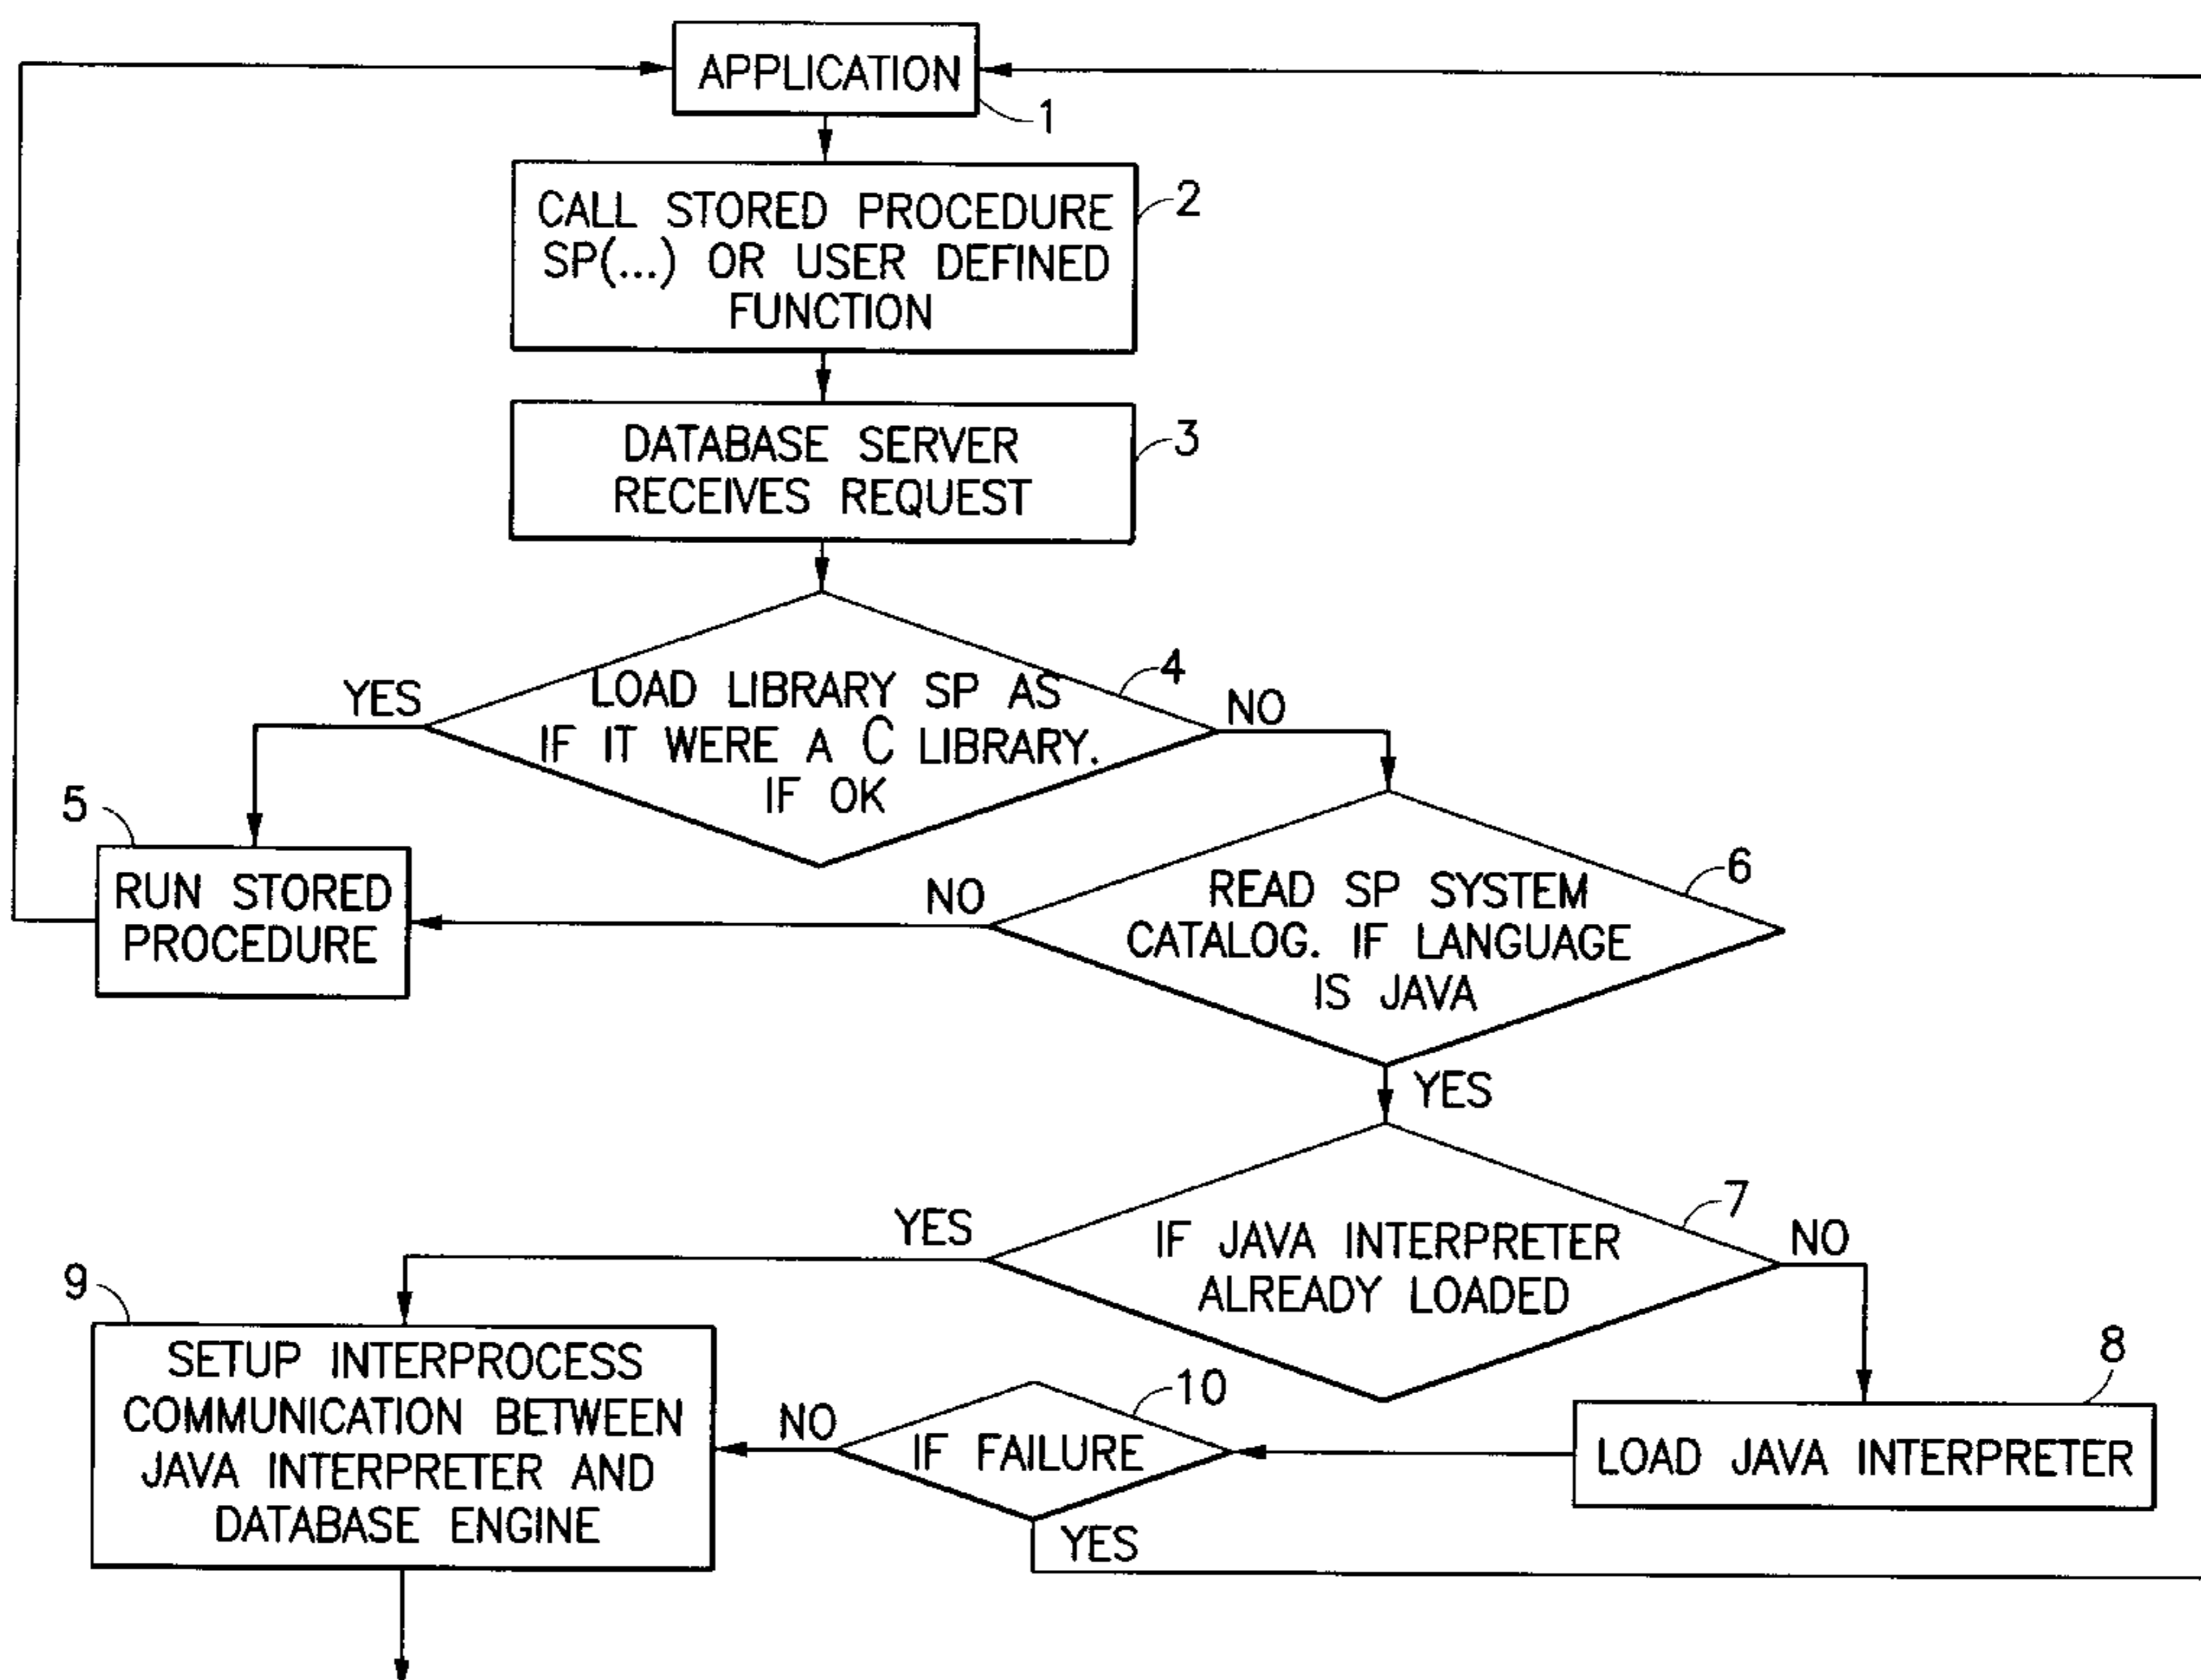 APPLICATION
1
CALL STORED PROCEDURE
SP(...) OR USER DEFINED
FUNCTION
2
DATABASE SERVER
RECEIVES REQUEST
3
LOAD LIBRARY SP AS
IF IT WERE A C LIBRARY.
IF OK
4
YES
NO
5
RUN STORED
PROCEDURE
NO
READ SP SYSTEM
CATALOG. IF LANGUAGE
IS JAVA
6
YES
IF JAVA INTERPRETER
ALREADY LOADED
7
YES
NO
9
SETUP INTERPROCESS
COMMUNICATION BETWEEN
JAVA INTERPRETER AND
DATABASE ENGINE
NO
IF FAILURE
10
YES
8
LOAD JAVA INTERPRETER